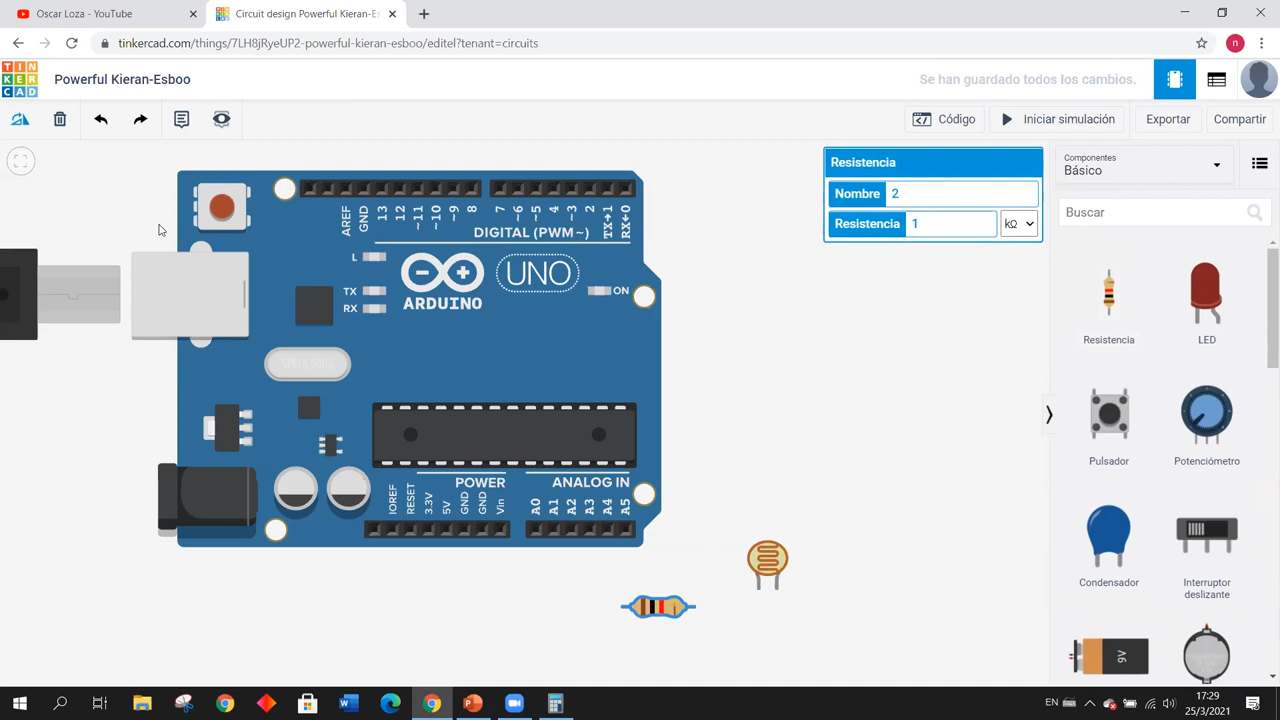 Oscar Loza - YouTube
Circuit design Powerful Kieran-Es
tinkercad.com/things/7LH8jRyeUP2-powerful-kieran-esboo/editel?tenant=circuits
n
TIN
KER
CAD
Powerful Kieran-Esboo
Se han guardado todos los cambios.
Código
Iniciar simulación
Exportar
Compartir
Resistencia
Nombre 2
Resistencia 1 kΩ
Componentes
Básico
Buscar
Resistencia
LED
Pulsador
Potenciómetro
Condensador
Interruptor
deslizante
9V
AREF
GND
13
12
~11
~10
~9
8
7
~6
~5
4
~3
2
TX→1
RX←0
DIGITAL (PWM~)
L
TX
RX
ARDUINO
UNO
ON
POWER
ANALOG IN
IOREF
RESET
3.3V
5V
GND
GND
Vin
A0
A1
A2
A3
A4
A5
EN
17:29
25/3/2021